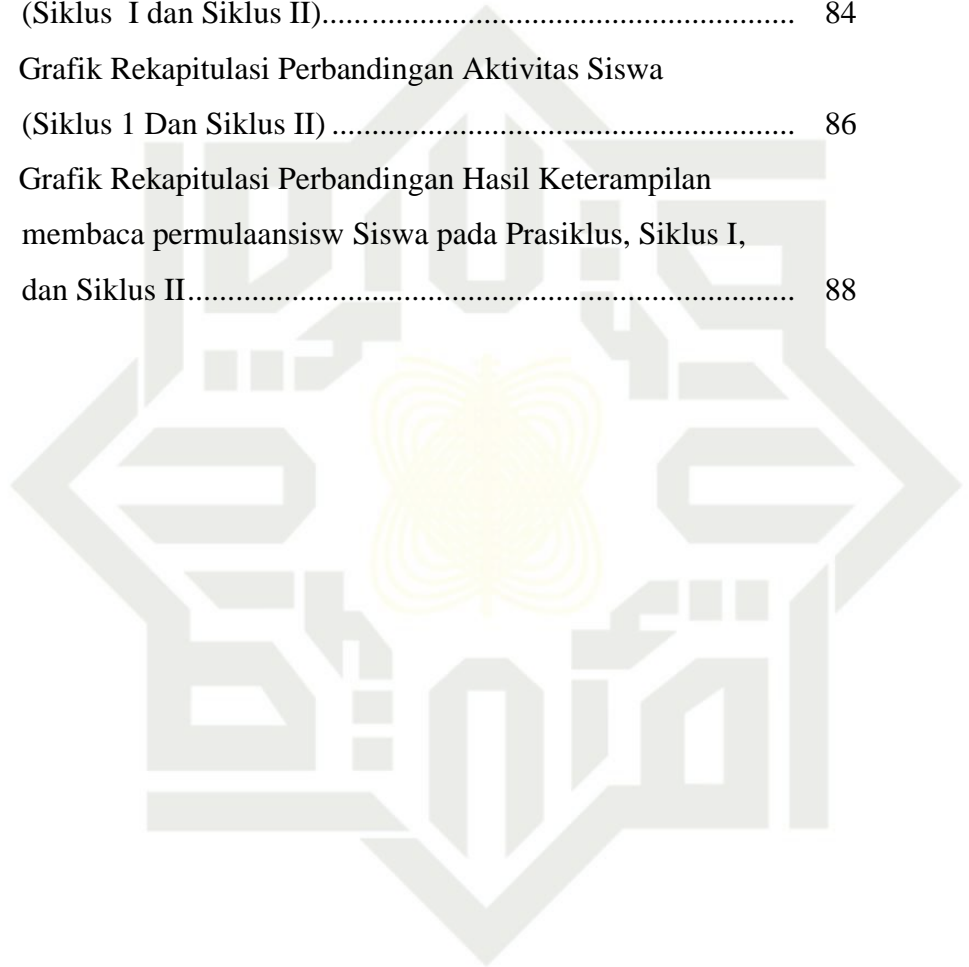 (Siklus  I dan Siklus II)........................................................................ 84
Grafik Rekapitulasi Perbandingan Aktivitas Siswa
(Siklus 1 Dan Siklus II) ...................................................................... 86
Grafik Rekapitulasi Perbandingan Hasil Keterampilan
membaca permulaansisw Siswa pada Prasiklus, Siklus I,
dan Siklus II........................................................................................... 88